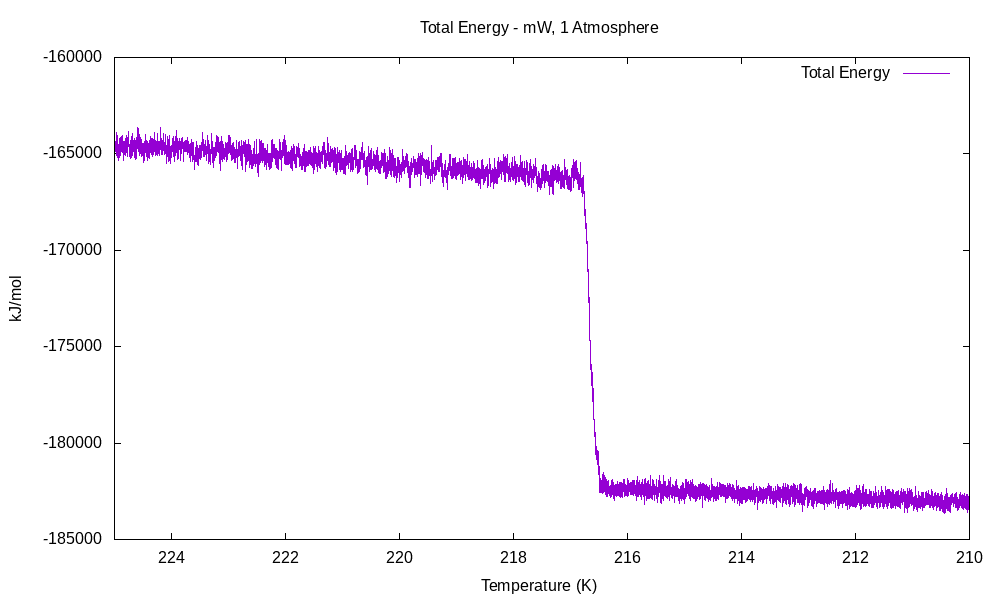 Total Energy - mW, 1 Atmosphere
Total Energy
-160000
-165000
-170000
-175000
-180000
-185000
kJ/mol
224 222 220 218 216 214 212 210
Temperature (K)